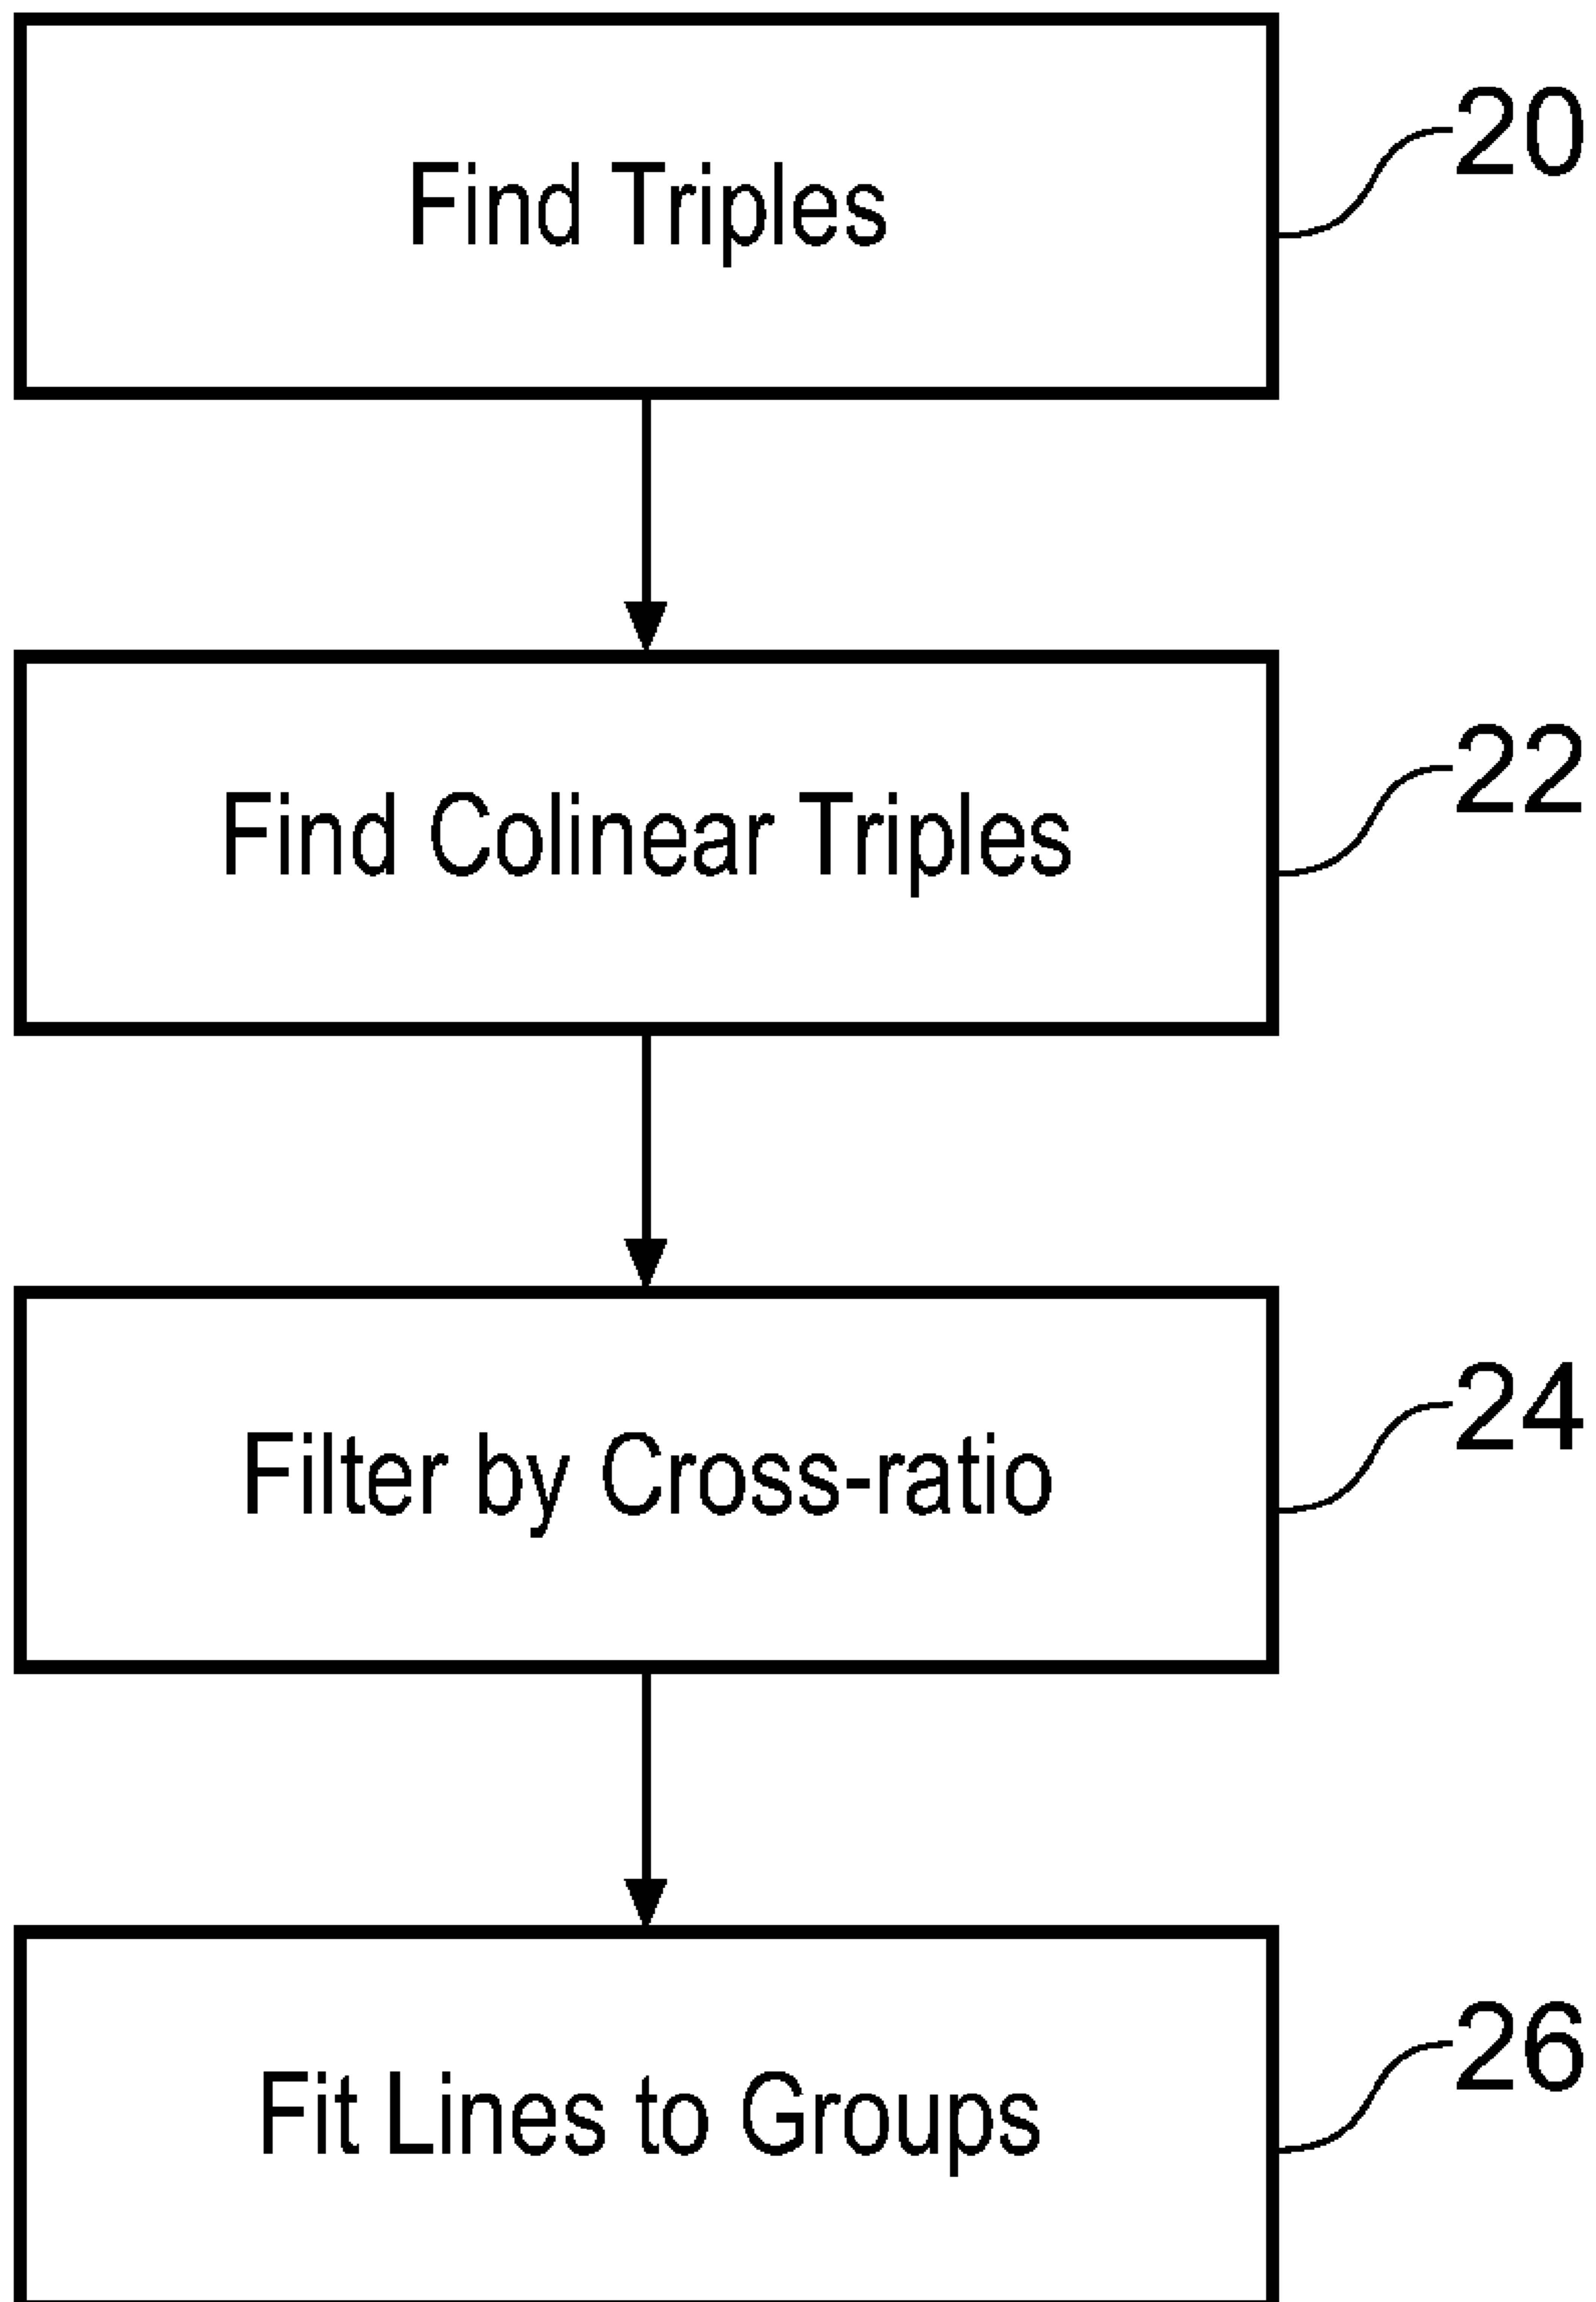 Find Triples
20
Find Colinear Triples
22
Filter by Cross-ratio
24
Fit Lines to Groups
26